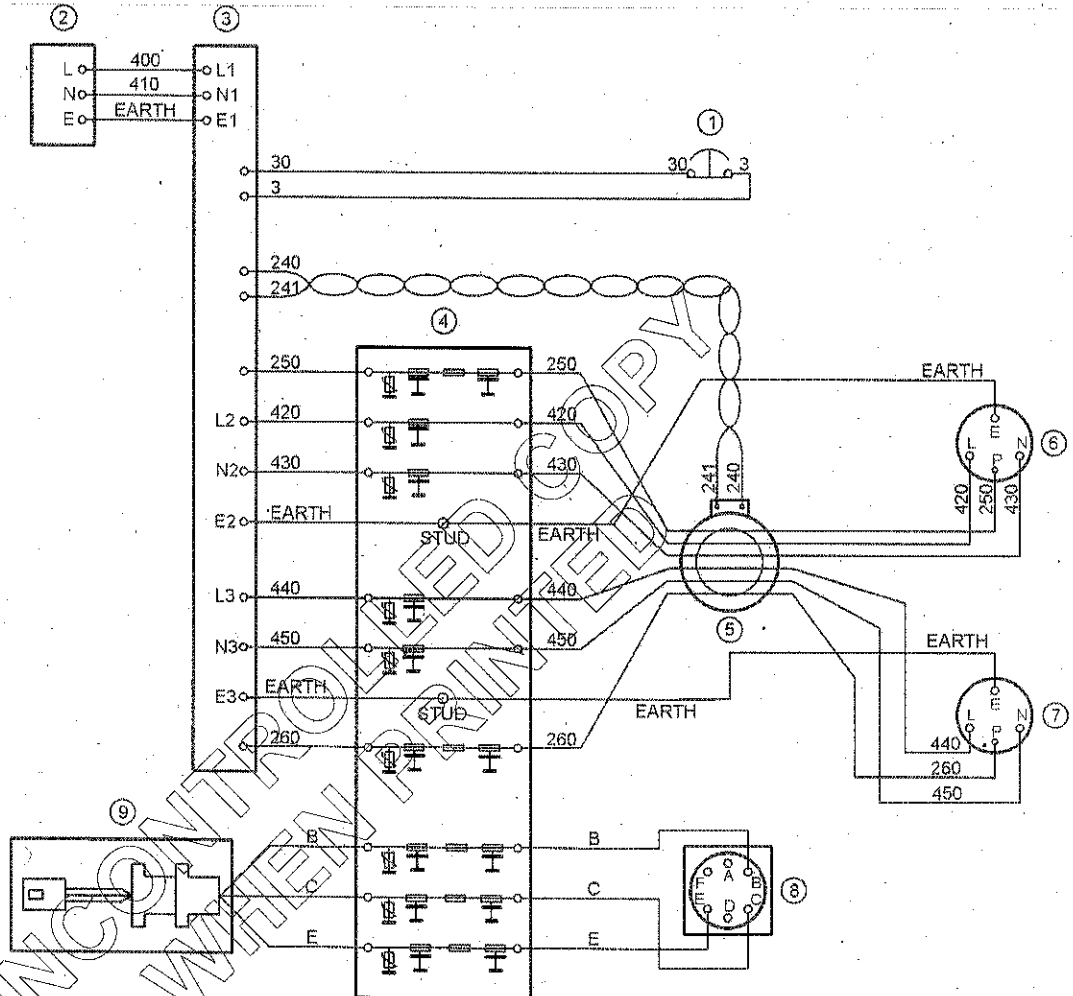 2
3
L 400 L1
N 410 N1
E EARTH E1
1
30 30 3
3
240
241
4
250 250
EARTH
L2 420 420
6
L E N
P
N2 430 430
241 240
420 250 430
E2 EARTH STUD EARTH
L3 440 440
5
N3 450 450
EARTH
E3 EARTH STUD EARTH
7
L E N
P
260 260
440
260
450
9
B B
C C
E E
8
F A B
E D C
UNCONTROLLED COPY
WHEN PRINTED